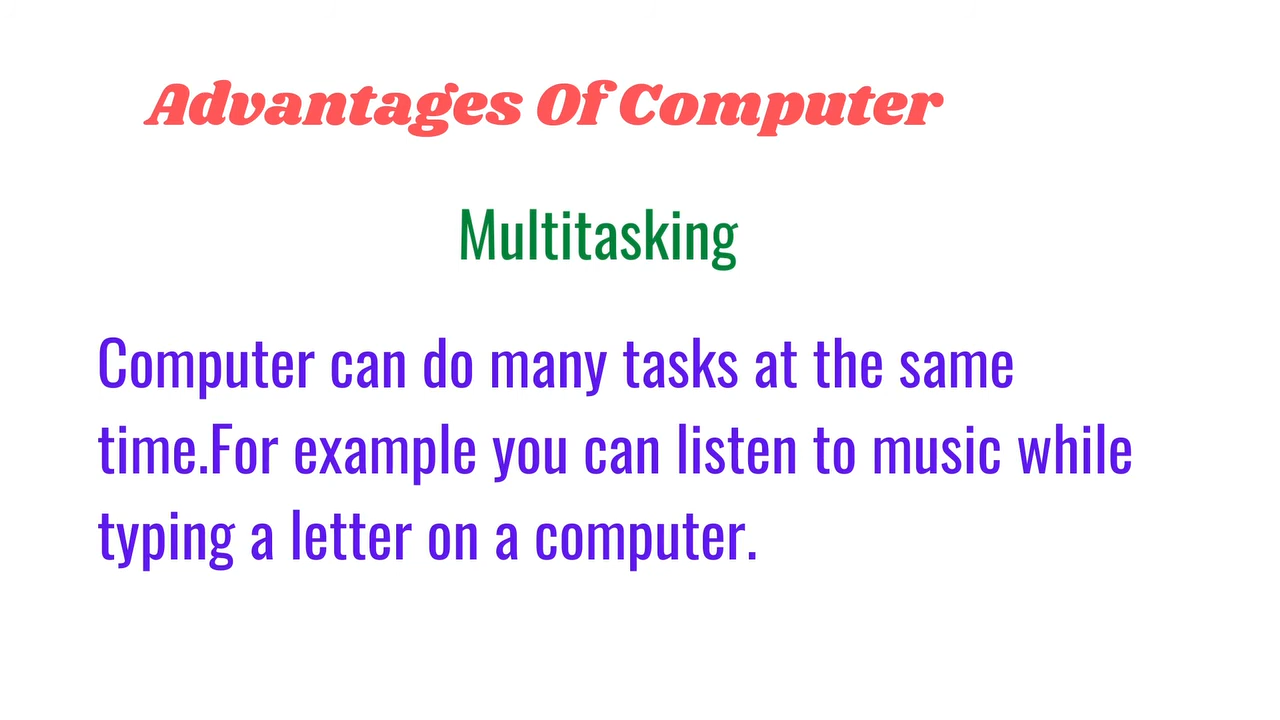 Advantages Of Computer
Multitasking
Computer can do many tasks at the same
time.For example you can listen to music while
typing a letter on a computer.